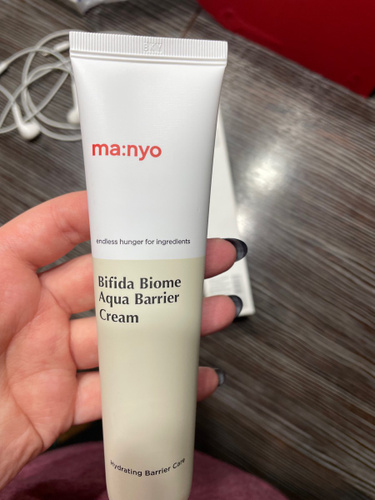 ma:nyo
endless hunger for ingredients
Bifida Biome
Aqua Barrier
Cream
Hydrating Barrier Care